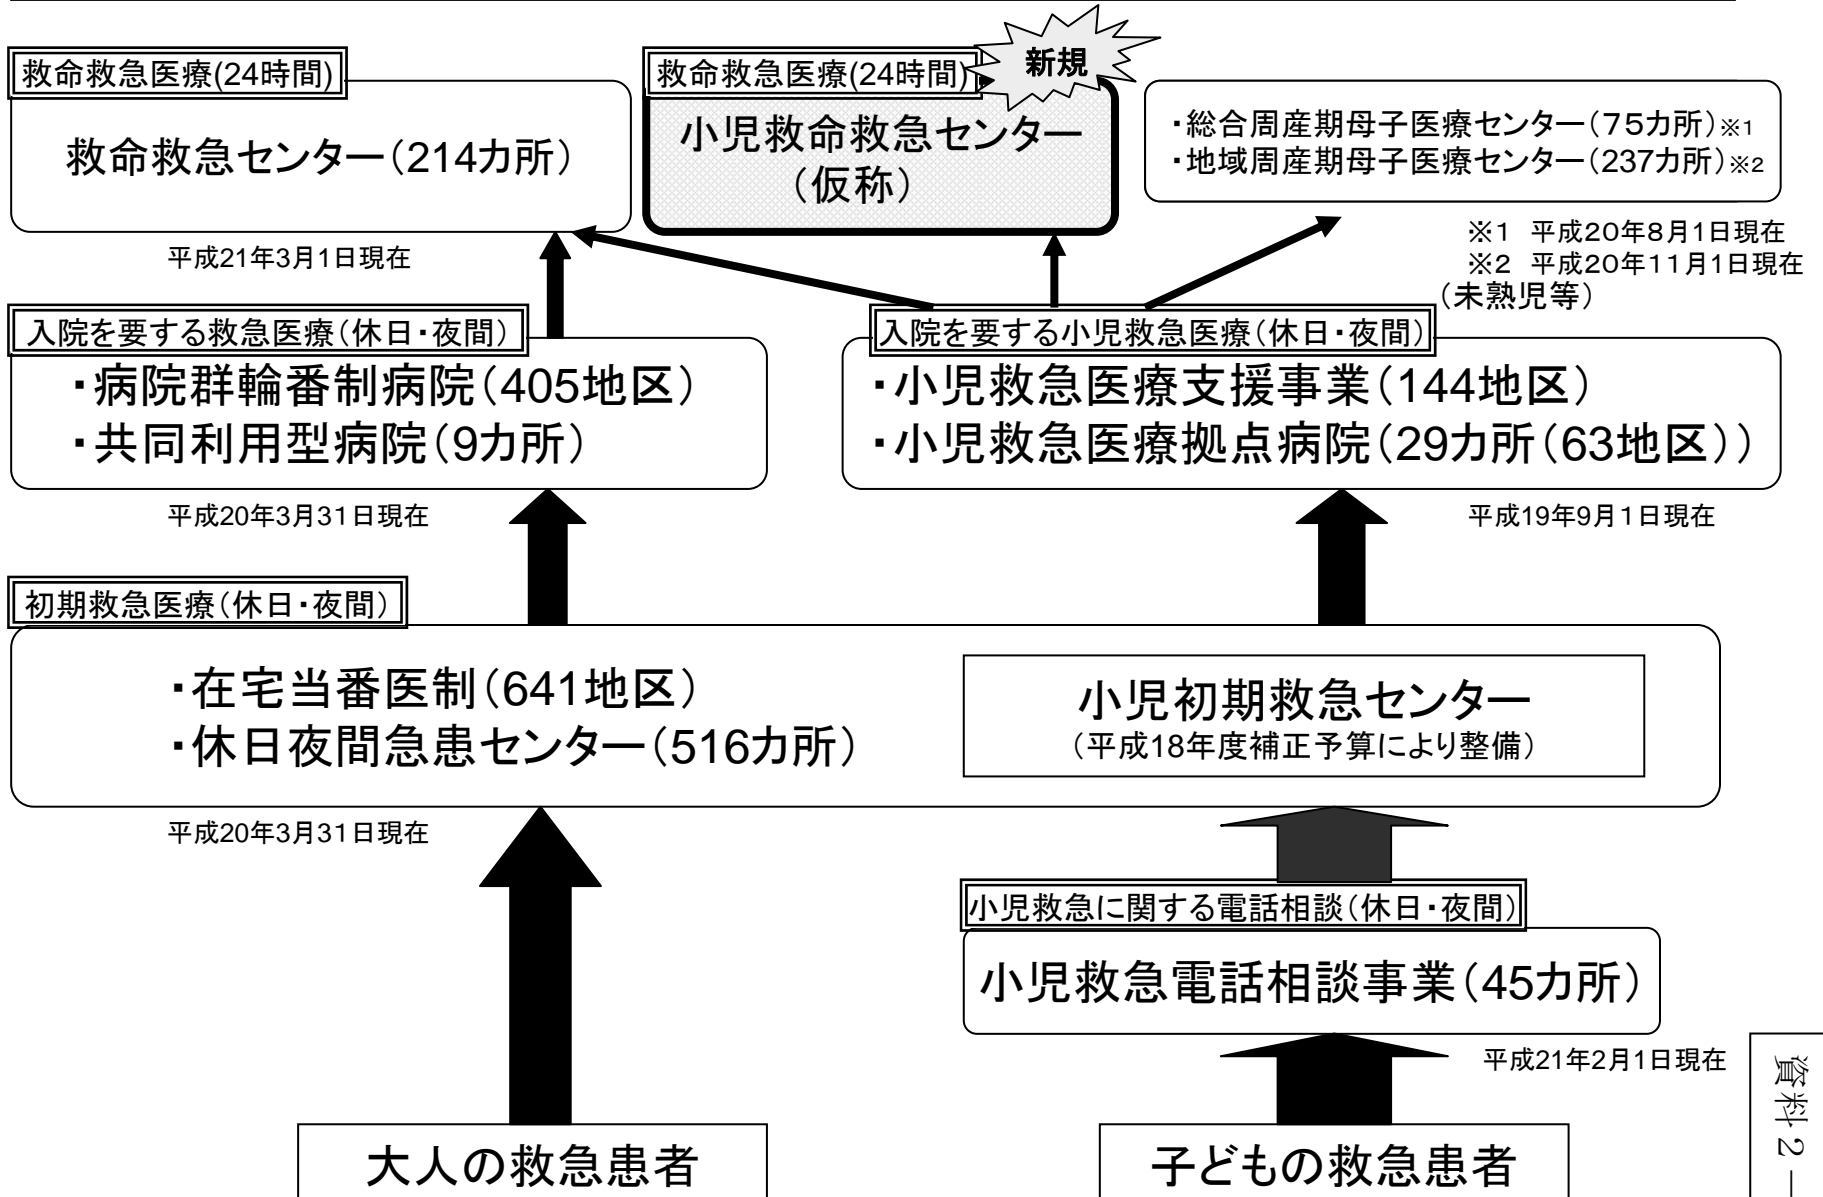 救命救急医療(24時間)
救命救急センター(214カ所)
平成21年3月1日現在
新規
救命救急医療(24時間)
小児救命救急センター
(仮称)
・総合周産期母子医療センター(75カ所)※1
・地域周産期母子医療センター(237カ所)※2
※1 平成20年8月1日現在
※2 平成20年11月1日現在
(未熟児等)
入院を要する救急医療(休日・夜間)
・病院群輪番制病院(405地区)
・共同利用型病院(9カ所)
平成20年3月31日現在
入院を要する小児救急医療(休日・夜間)
・小児救急医療支援事業(144地区)
・小児救急医療拠点病院(29カ所(63地区))
平成19年9月1日現在
初期救急医療(休日・夜間)
・在宅当番医制(641地区)
・休日夜間急患センター(516カ所)
小児初期救急センター
(平成18年度補正予算により整備)
平成20年3月31日現在
小児救急に関する電話相談(休日・夜間)
小児救急電話相談事業(45カ所)
平成21年2月1日現在
大人の救急患者
子どもの救急患者
資料2-